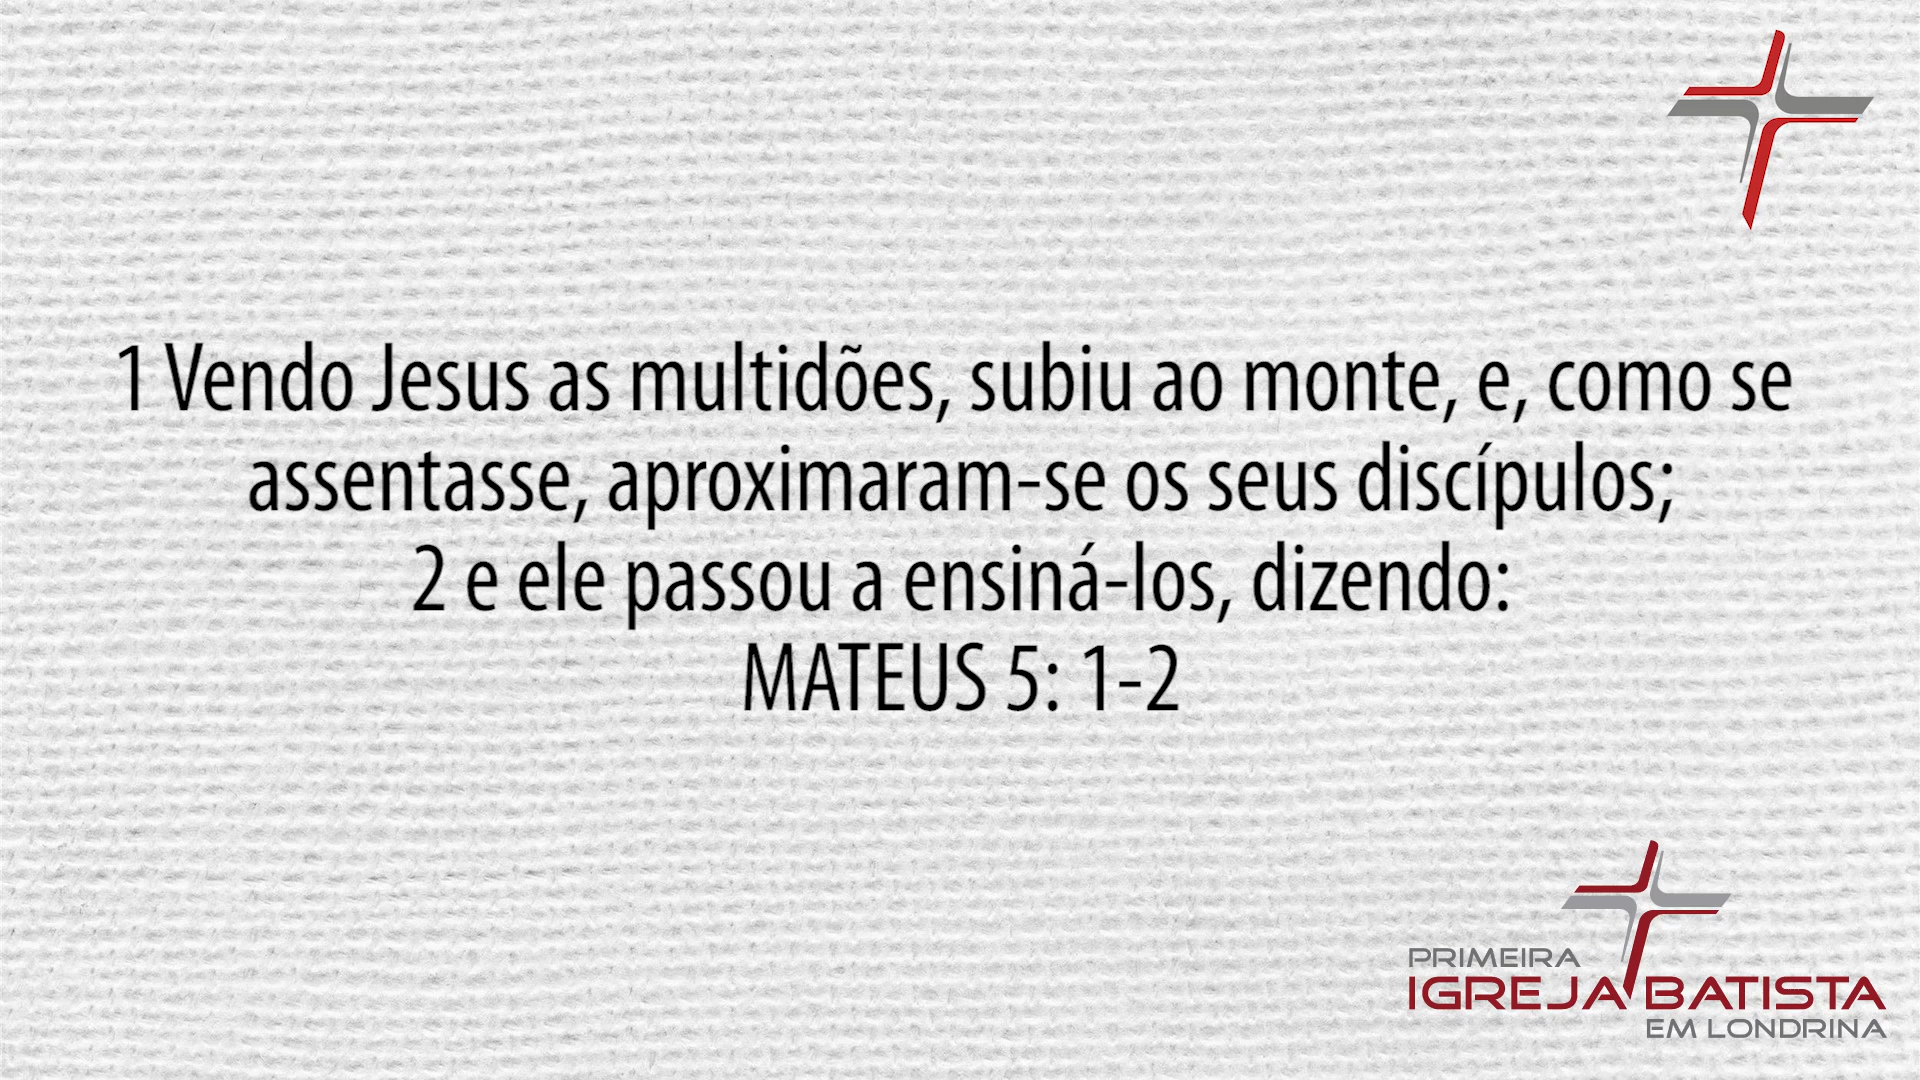 1 Vendo Jesus as multidões, subiu ao monte, e, como se
assentasse, aproximaram-se os seus discípulos;
2 e ele passou a ensiná-los, dizendo:
MATEUS 5: 1-2
PRIMEIRA
IGREJA BATISTA
EM LONDRINA